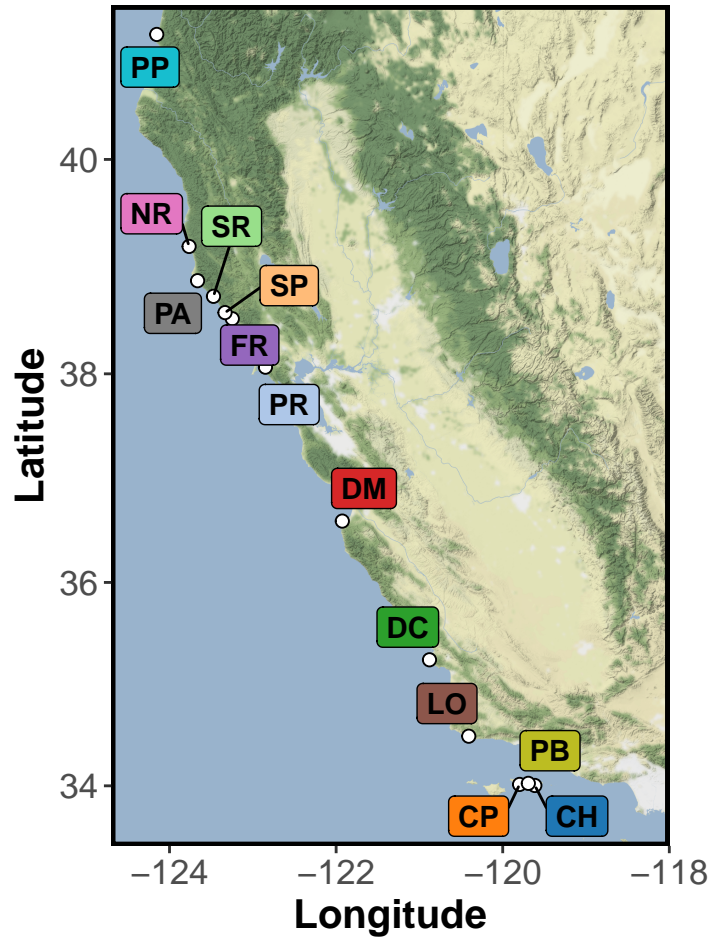 PP
40
NR
SR
SP
PA
FR
38
PR
Latitude
DM
36
DC
LO
PB
34
CP
CH
−124
−122
−120
−118
Longitude